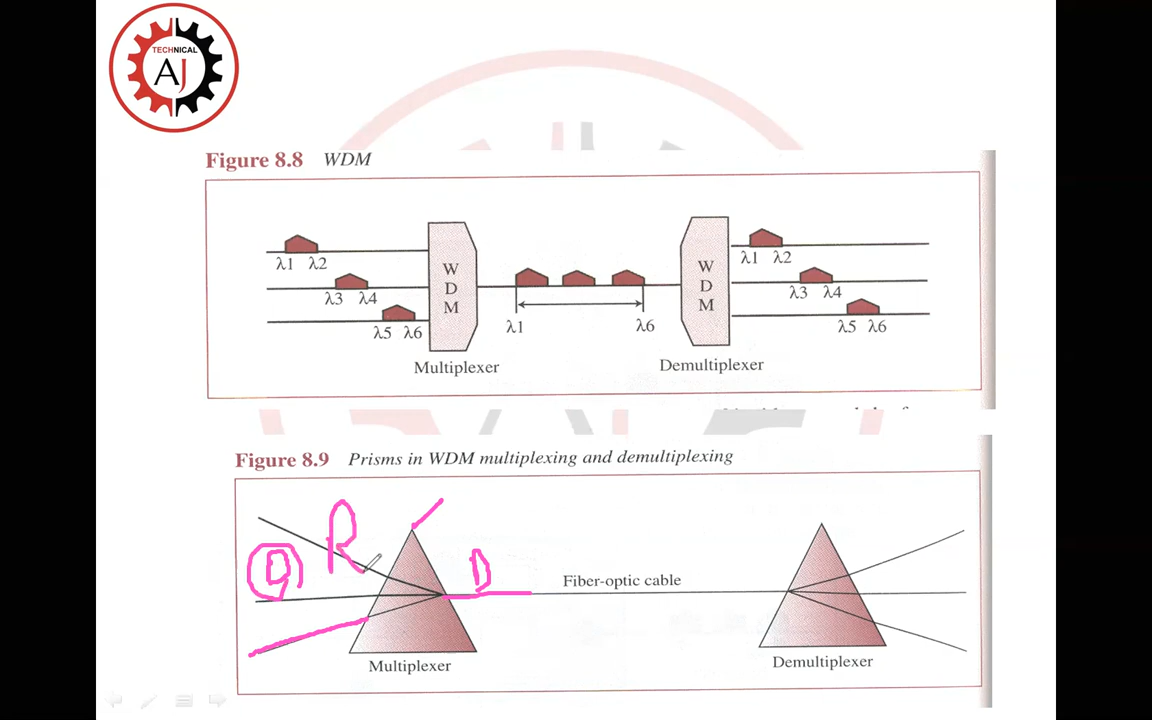 TECHNICAL
AJ
Figure 8.8 WDM
λ1 λ2
λ3 λ4
λ5 λ6
W
D
M
Multiplexer
λ1
λ6
W
D
M
Demultiplexer
λ1 λ2
λ3 λ4
λ5 λ6
Figure 8.9 Prisms in WDM multiplexing and demultiplexing
R
D
Fiber-optic cable
Multiplexer
Demultiplexer